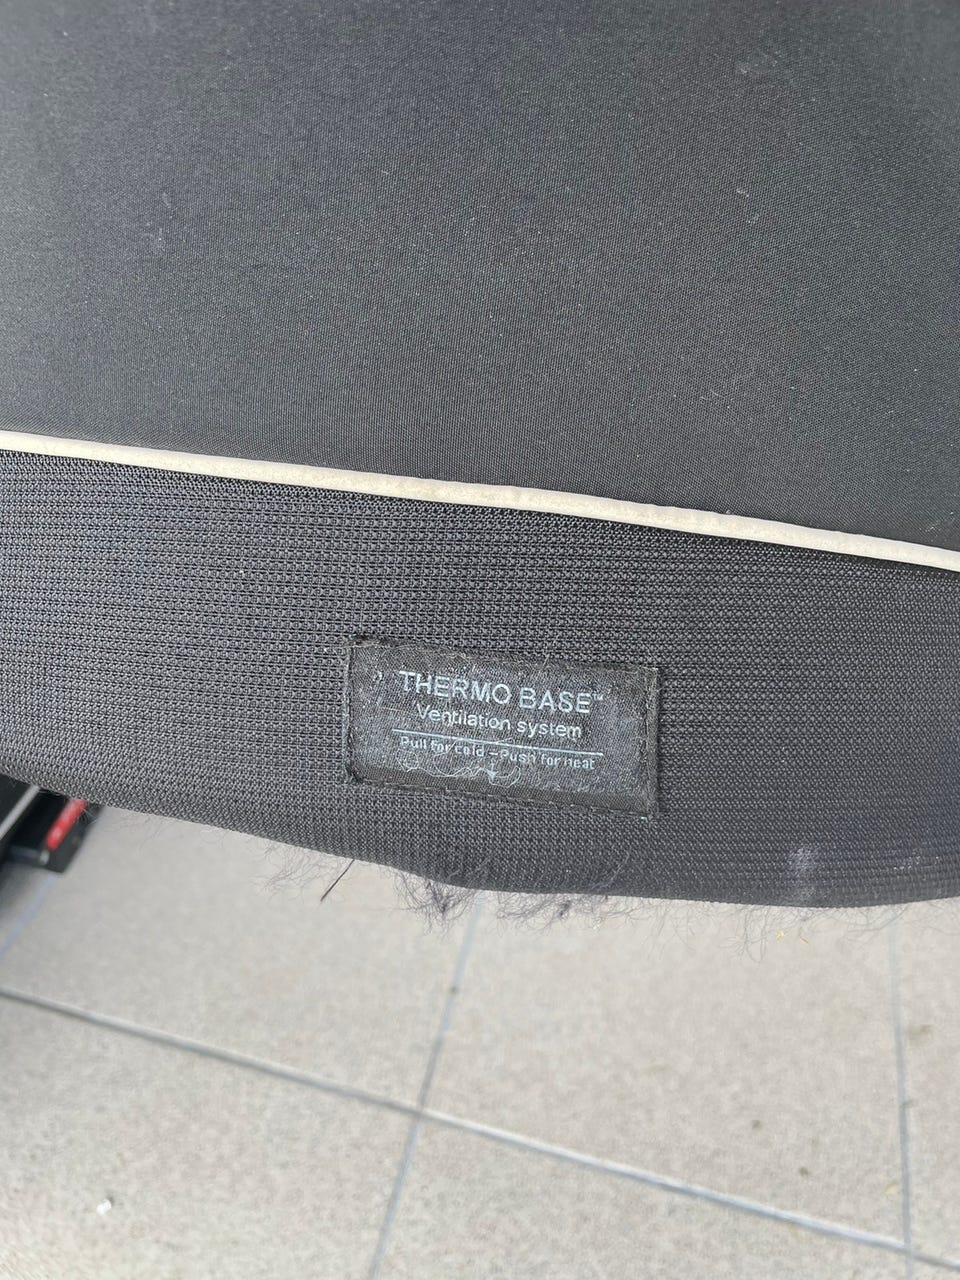 THERMO BASE™
Ventilation system
Pull for cold - Push for heat